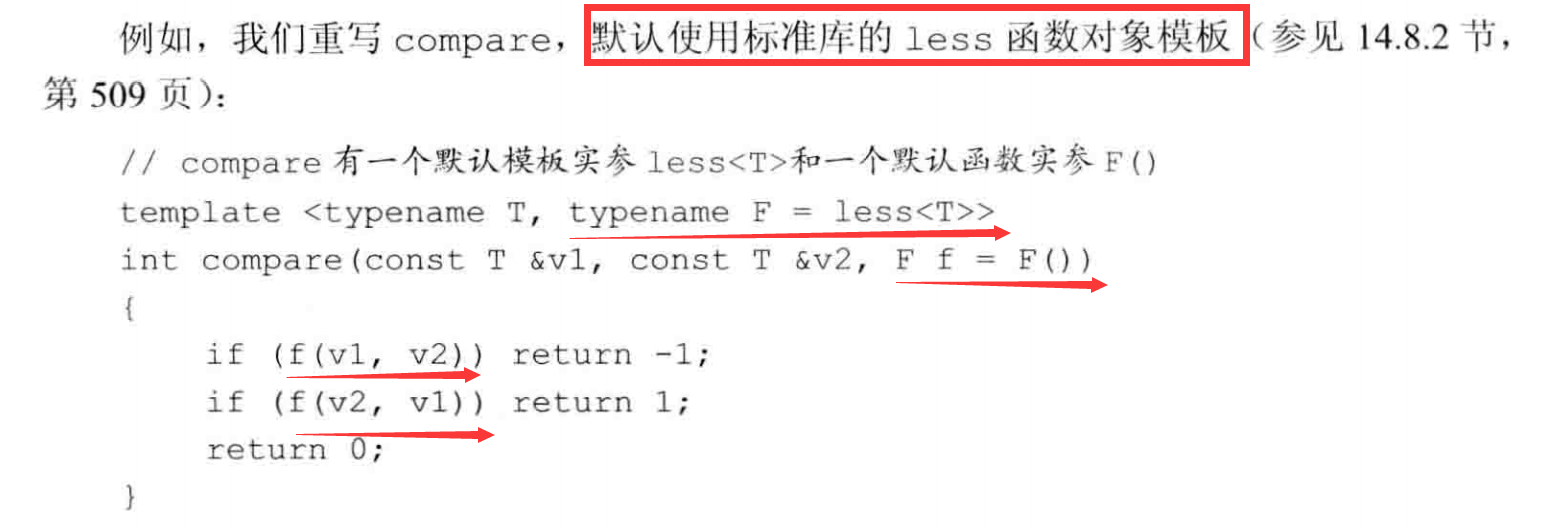 例如，我们重写 compare，默认使用标准库的 less 函数对象模板（参见 14.8.2 节，
第 509 页）：
// compare 有一个默认模板实参 less<T>和一个默认函数实参 F()
template <typename T, typename F = less<T>>
int compare(const T &v1, const T &v2, F f = F())
{
    if (f(v1, v2)) return -1;
    if (f(v2, v1)) return 1;
    return 0;
}